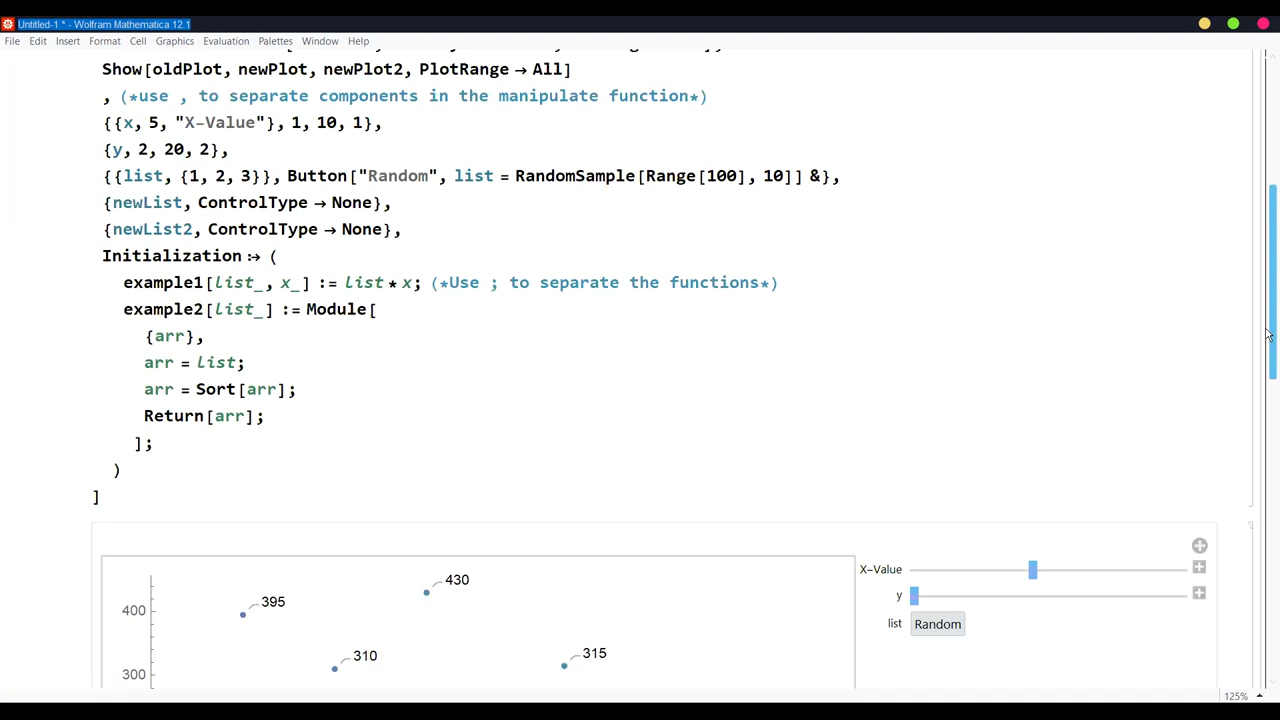 Untitled-1 * - Wolfram Mathematica 12.1
File Edit Insert Format Cell Graphics Evaluation Palettes Window Help
Show[oldPlot, newPlot, newPlot2, PlotRange → All]
, (*use , to separate components in the manipulate function*)
{{x, 5, "X-Value"}, 1, 10, 1},
{y, 2, 20, 2},
{{list, {1, 2, 3}}, Button["Random", list = RandomSample[Range[100], 10]] &},
{newList, ControlType → None},
{newList2, ControlType → None},
Initialization :→ (
example1[list_, x_] := list * x; (*Use ; to separate the functions*)
example2[list_] := Module[
{arr},
arr = list;
arr = Sort[arr];
Return[arr];
];
)
]
X-Value
y
list Random
430
395
400
310
315
300
125%